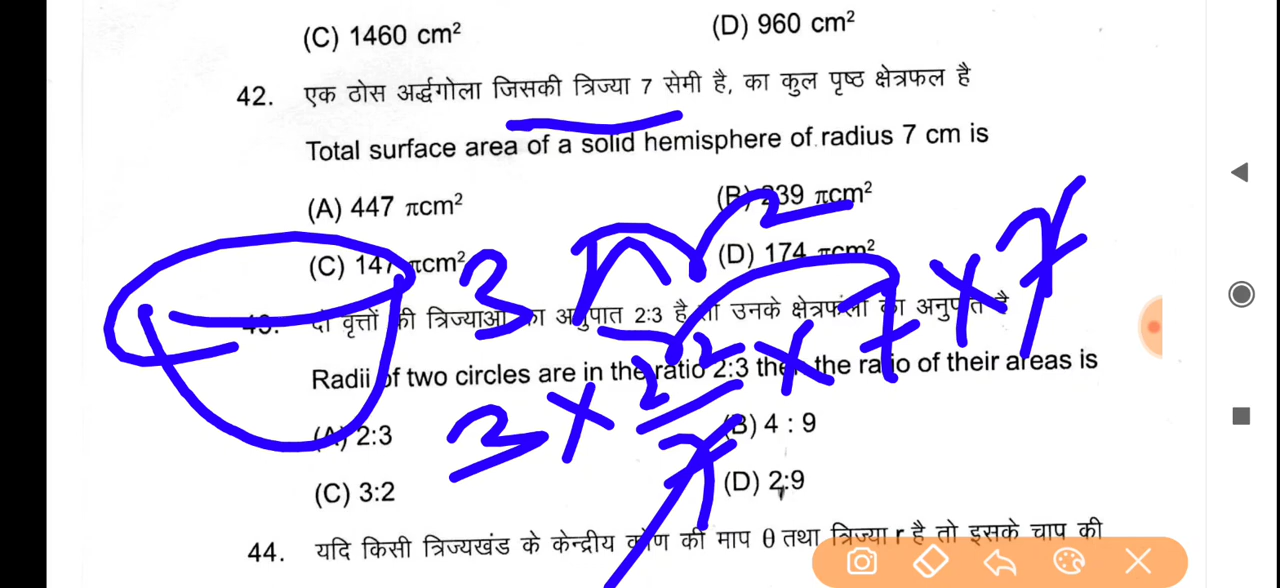 (C) 1460 cm² (D) 960 cm²
42. एक ठोस अर्द्धगोला जिसकी त्रिज्या 7 सेमी है, का कुल पृष्ठ क्षेत्रफल है
Total surface area of a solid hemisphere of radius 7 cm is
(A) 447 πcm² (B) 239 πcm²
(C) 147 πcm² (D) 174 πcm²
3πr²
43. दो वृत्तों की त्रिज्याओं का अनुपात 2:3 है तो उनके क्षेत्रफलों का अनुपात है
Radii of two circles are in the ratio 2:3 then the ratio of their areas is
3 × 22/7 × 7 × 7
(A) 2:3 (B) 4 : 9
(C) 3:2 (D) 2:9
44. यदि किसी त्रिज्यखंड के केन्द्रीय कोण की माप θ तथा त्रिज्या r है तो इसके चाप की